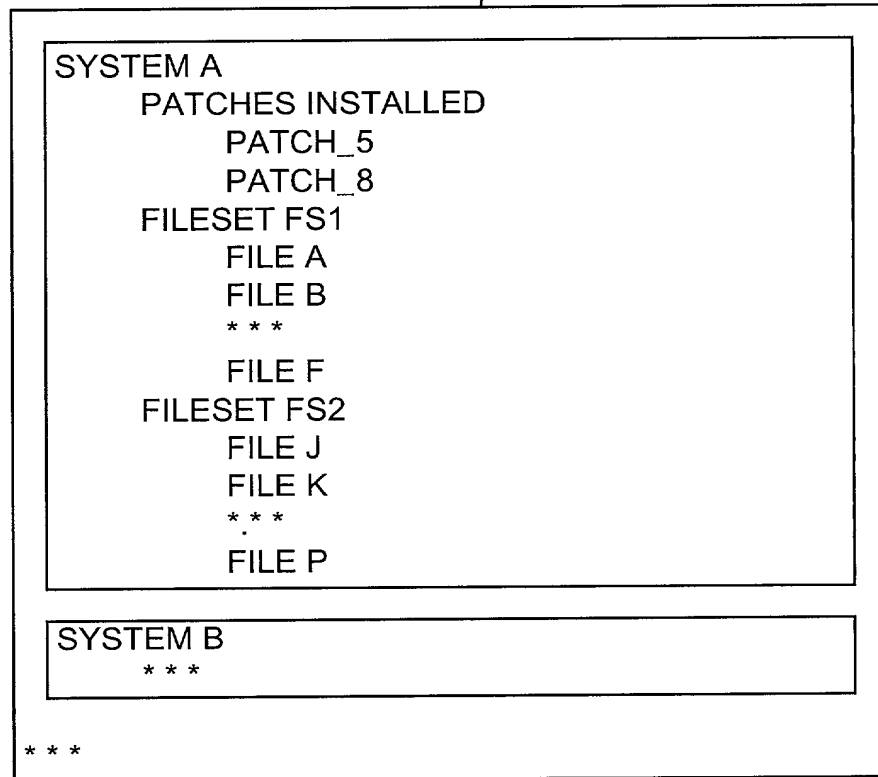 SYSTEM A
PATCHES INSTALLED
PATCH_5
PATCH_8
FILESET FS1
FILE A
FILE B
* * *
FILE F
FILESET FS2
FILE J
FILE K
* * *
FILE P
SYSTEM B
* * *
* * *